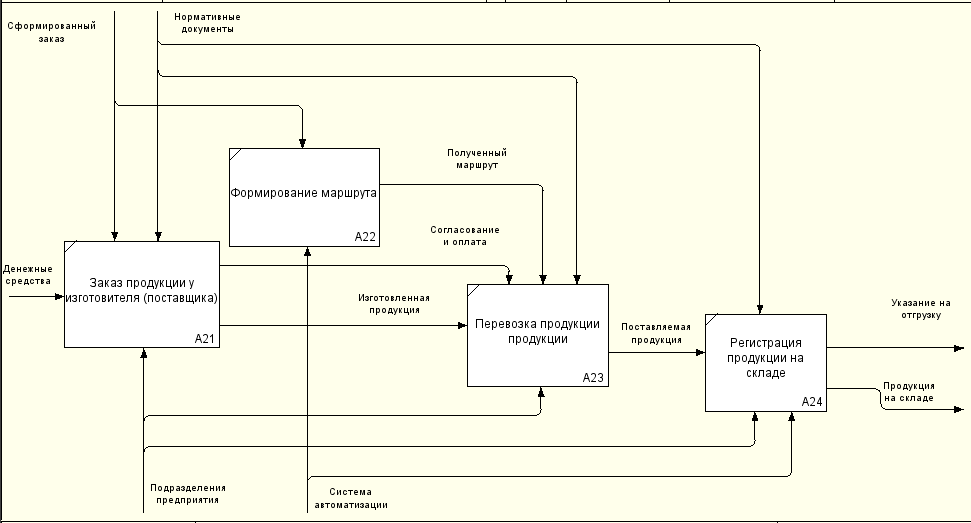 Сформированный
заказ
Нормативные
документы
Полученный
маршрут
Формирование маршрута
A22
Согласование
и оплата
Денежные
средства
Заказ продукции у
изготовителя (поставщика)
A21
Изготовленная
продукция
Перевозка продукции
продукции
A23
Поставляемая
продукция
Регистрация
продукции на
складе
A24
Указание на
отгрузку
Продукция
на складе
Подразделения
предприятия
Система
автоматизации